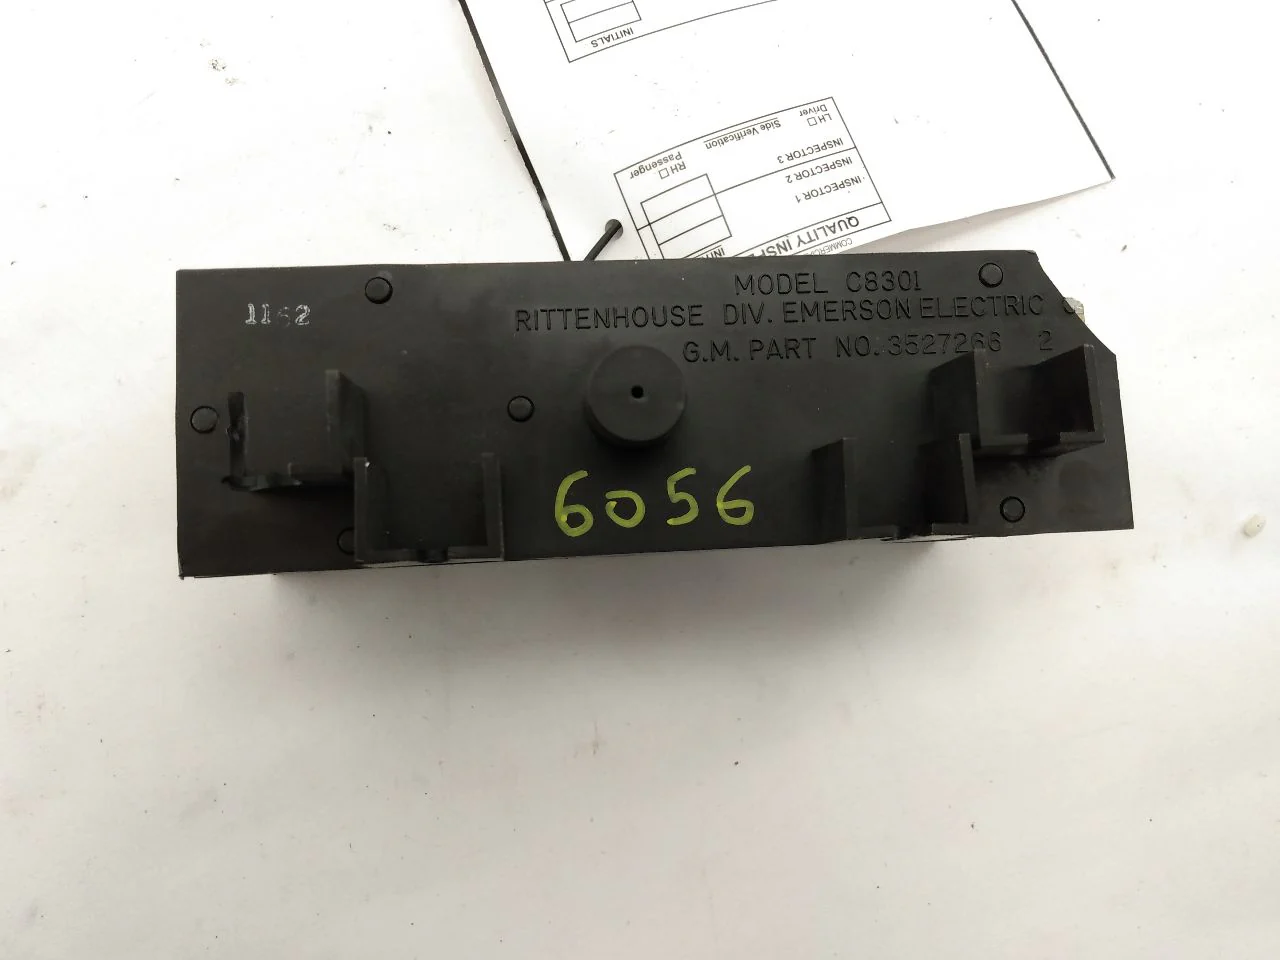 INITIALS
Driver
LH
Side Verification
RH
Passenger
INSPECTOR 3
INSPECTOR 2
INSPECTOR 1
QUALITY
MODEL C8301
1162
RITTENHOUSE DIV. EMERSON ELECTRIC
G.M. PART NO. 3527266 2
6056